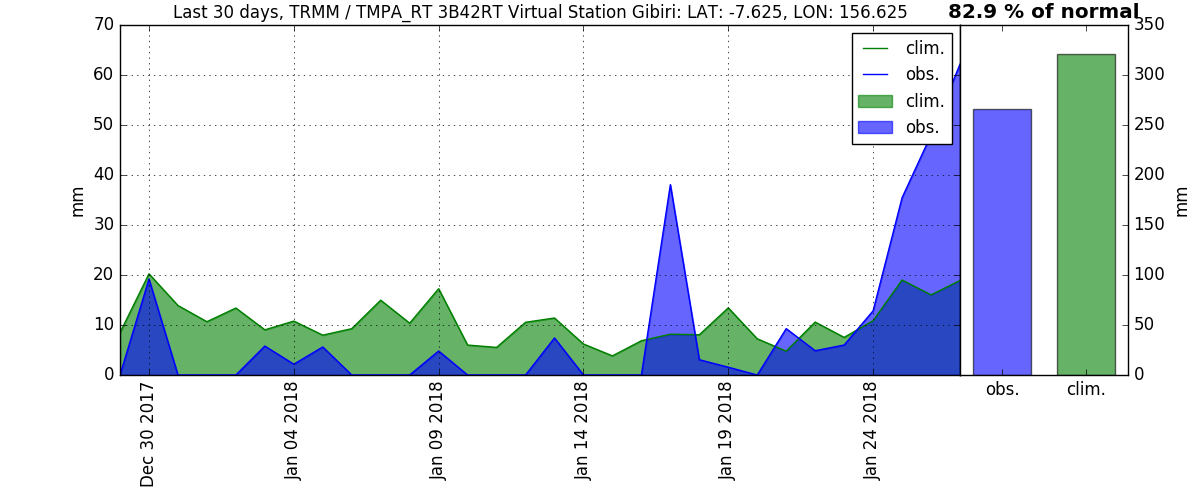 Last 30 days, TRMM / TMPA_RT 3B42RT Virtual Station Gibiri: LAT: -7.625, LON: 156.625
82.9 % of normal
70
60
50
40
30
20
10
0
mm
clim.
obs.
clim.
obs.
350
300
250
200
150
100
50
0
mm
Dec 30 2017
Jan 04 2018
Jan 09 2018
Jan 14 2018
Jan 19 2018
Jan 24 2018
obs.
clim.